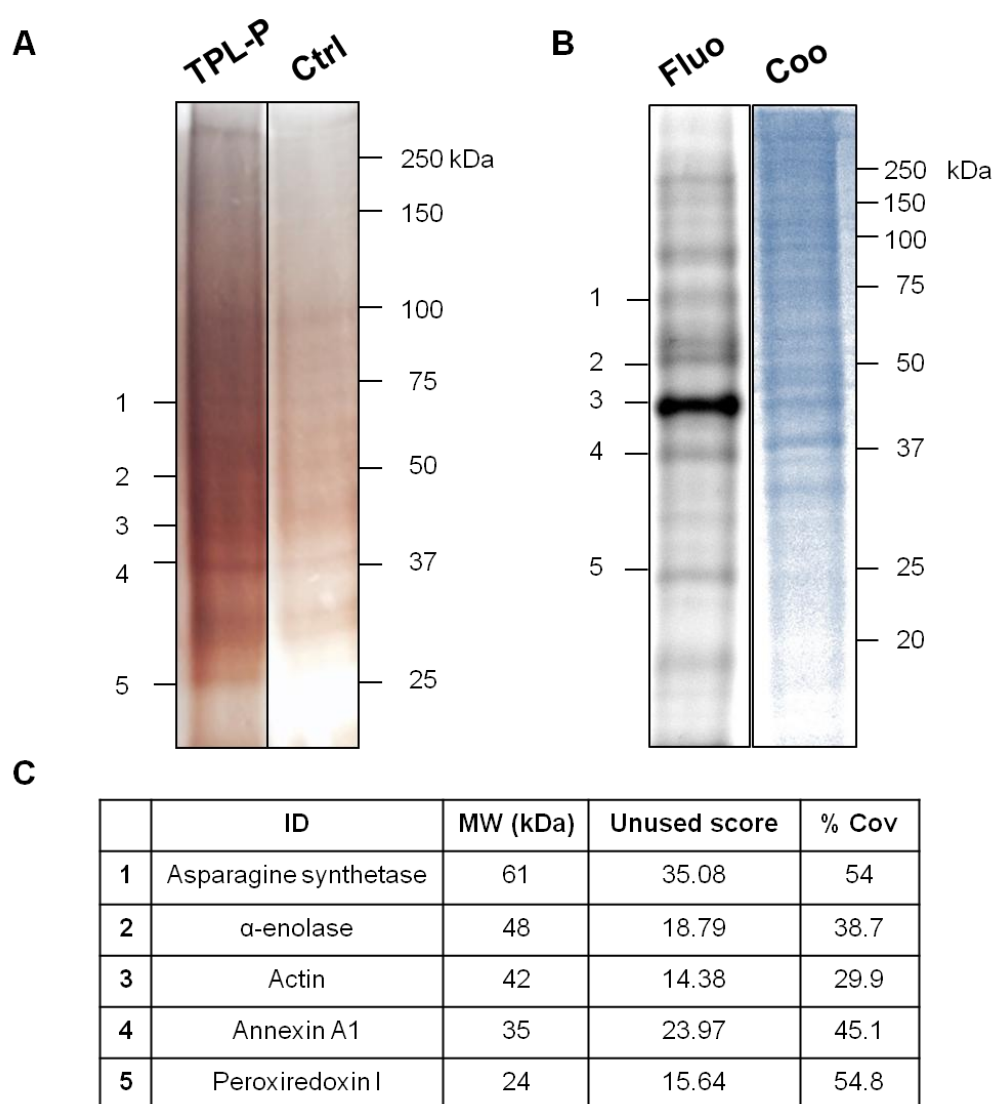 A
TPL-P Ctrl
250 kDa
150
100
75
50
37
25
1
2
3
4
5
B
Fluo Coo
250 kDa
150
100
75
50
37
25
20
1
2
3
4
5
C
ID MW (kDa) Unused score % Cov
1 Asparagine synthetase 61 35.08 54
2 α-enolase 48 18.79 38.7
3 Actin 42 14.38 29.9
4 Annexin A1 35 23.97 45.1
5 Peroxiredoxin I 24 15.64 54.8